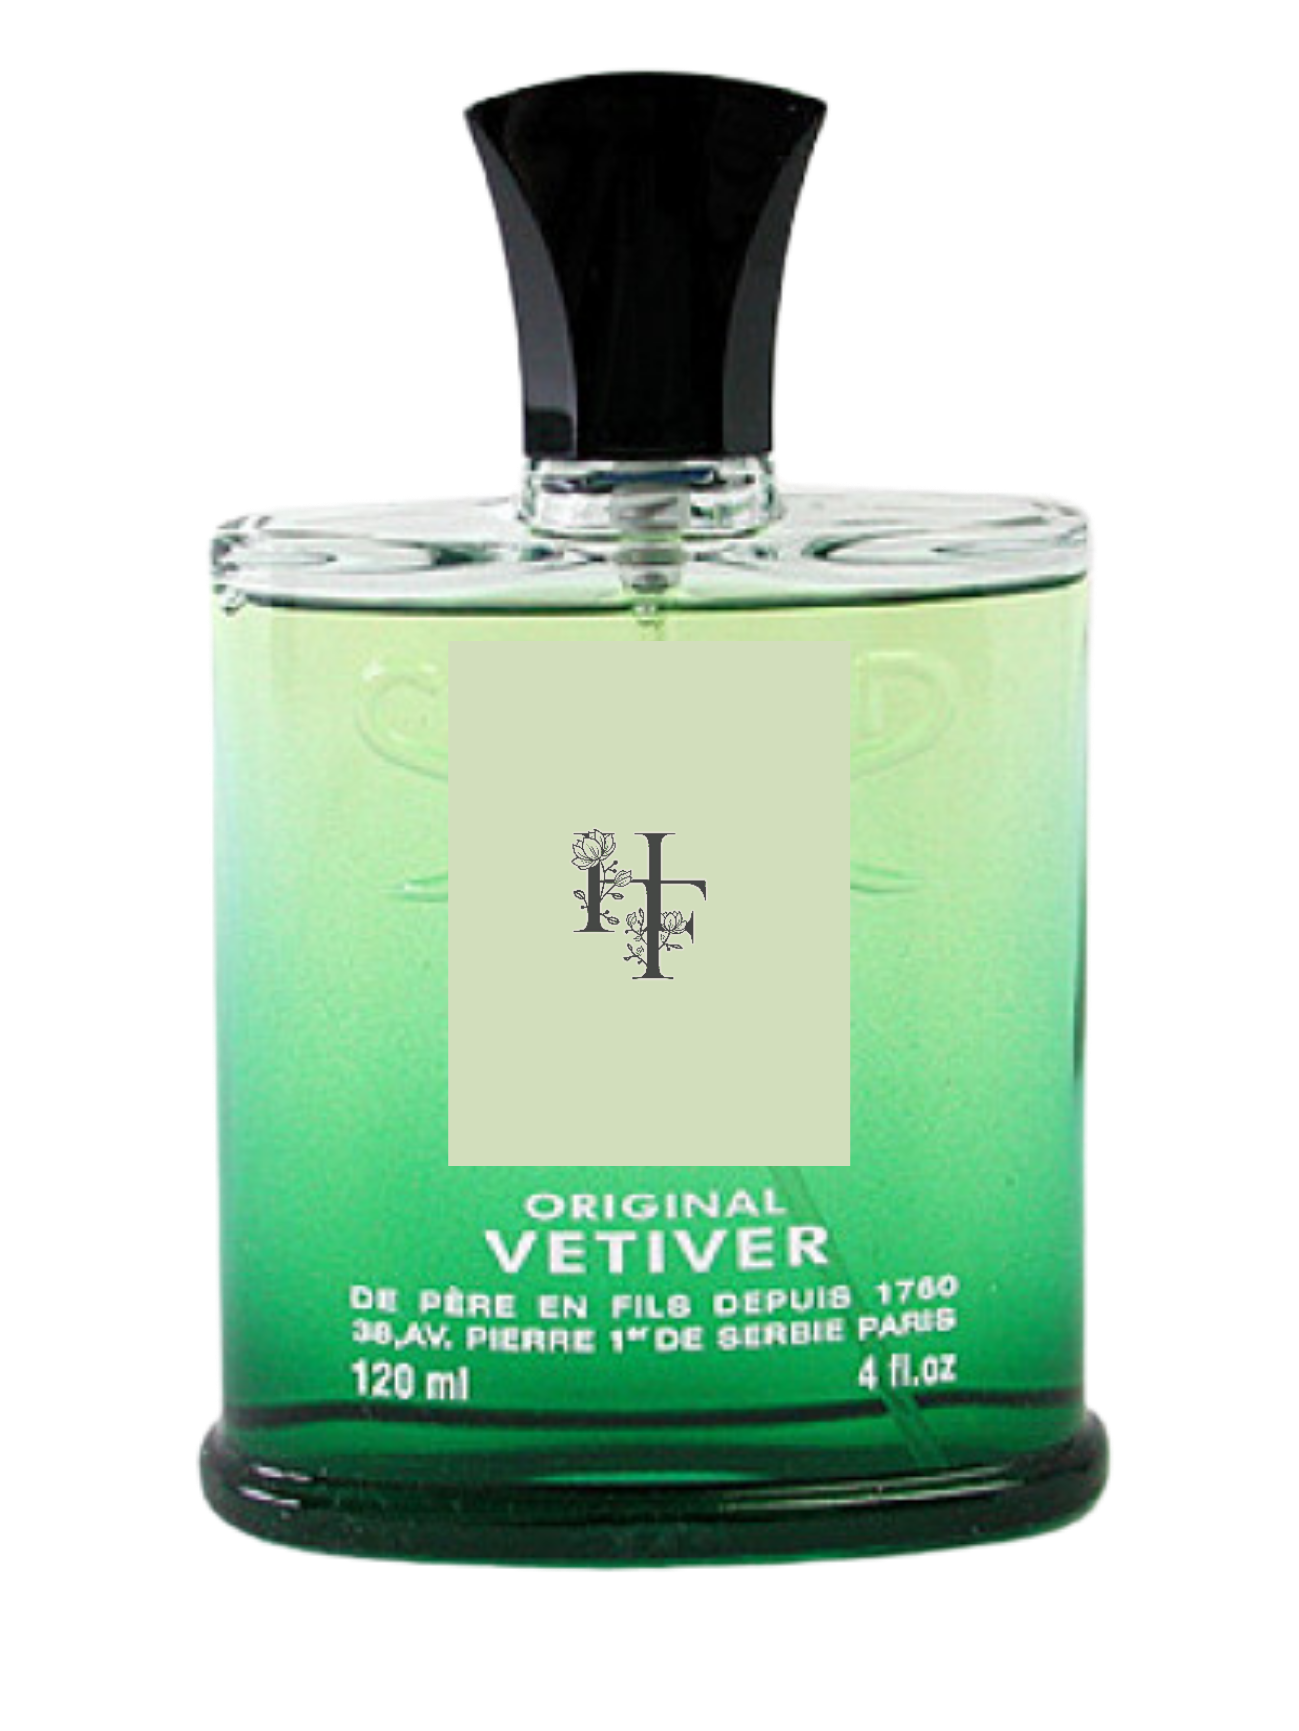 HF
ORIGINAL
VETIVER
DE PÈRE EN FILS DEPUIS 1760
38,AV. PIERRE 1er DE SERBIE PARIS
120 ml 4 fl.oz